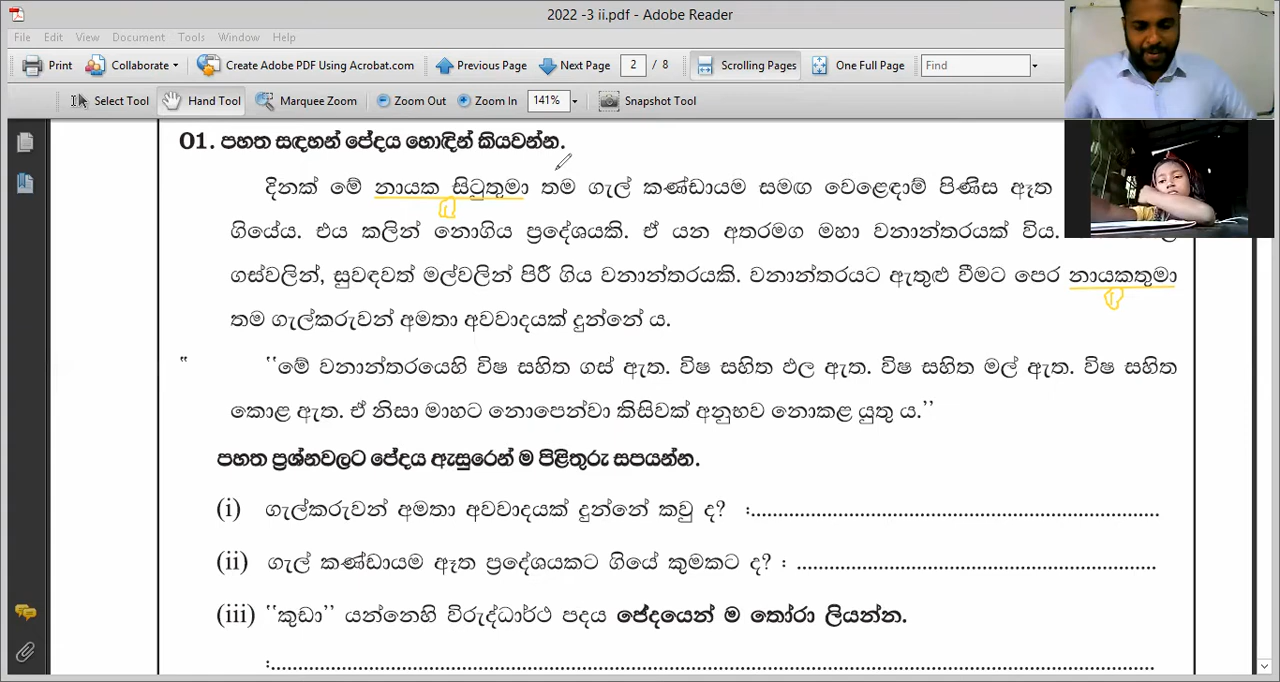 2022 -3 ii.pdf - Adobe Reader
File Edit View Document Tools Window Help
Print Collaborate Create Adobe PDF Using Acrobat.com Previous Page Next Page 2 / 8 Scrolling Pages One Full Page Find
Select Tool Hand Tool Marquee Zoom Zoom Out Zoom In 141% Snapshot Tool
01. පහත සඳහන් ඡේදය හොඳින් කියවන්න.
දිනක් මේ නායක සිටුතුමා තම ගැල් කණ්ඩායම සමඟ වෙළෙඳාම් පිණිස ඈත
ගියේය. එය කලින් නොගිය ප්‍රදේශයකි. ඒ යන අතරමග මහා වනාන්තරයක් විය.
ගස්වලින්, සුවඳවත් මල්වලින් පිරී ගිය වනාන්තරයකි. වනාන්තරයට ඇතුළු වීමට පෙර නායකතුමා
තම ගැල්කරුවන් අමතා අවවාදයක් දුන්නේ ය.
‘‘මේ වනාන්තරයෙහි විෂ සහිත ගස් ඇත. විෂ සහිත ඵල ඇත. විෂ සහිත මල් ඇත. විෂ සහිත
කොළ ඇත. ඒ නිසා මාහට නොපෙන්වා කිසිවක් අනුභව නොකළ යුතු ය.’’
පහත ප්‍රශ්නවලට ඡේදය ඇසුරෙන් ම පිළිතුරු සපයන්න.
(i) ගැල්කරුවන් අමතා අවවාදයක් දුන්නේ කවු ද? :
(ii) ගැල් කණ්ඩායම ඈත ප්‍රදේශයකට ගියේ කුමකට ද? :
(iii) ‘‘කුඩා’’ යන්නෙහි විරුද්ධාර්ථ පදය ඡේදයෙන් ම තෝරා ලියන්න.
: